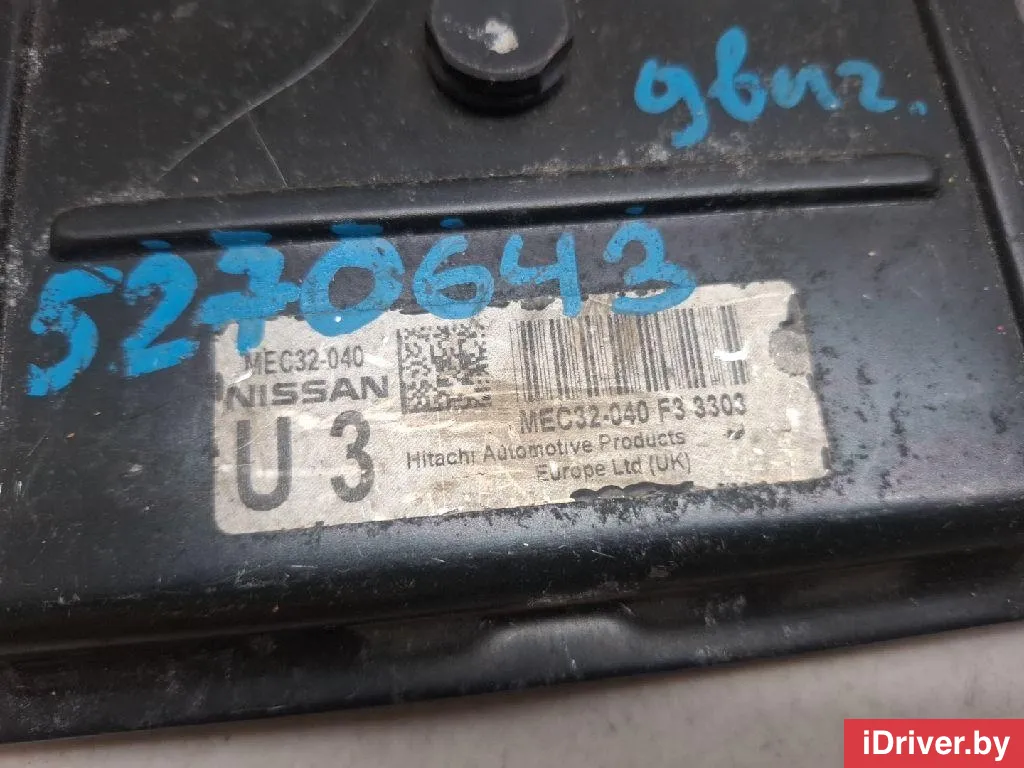 двиг.
5270643
MEC32-040
NISSAN
U 3
MEC32-040 F3 3303
Hitachi Automotive Products
Europe Ltd (UK)
iDriver.by